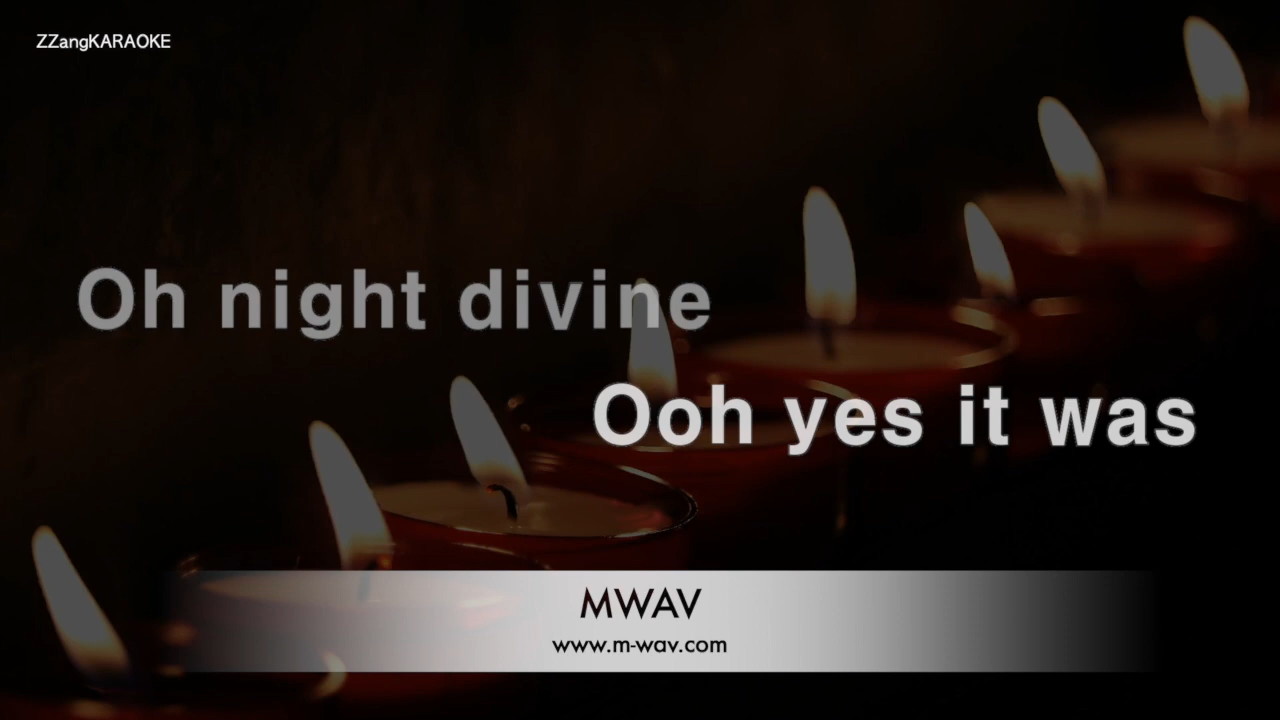 ZZangKARAOKE
Oh night divine
Ooh yes it was
MWAV
www.m-wav.com